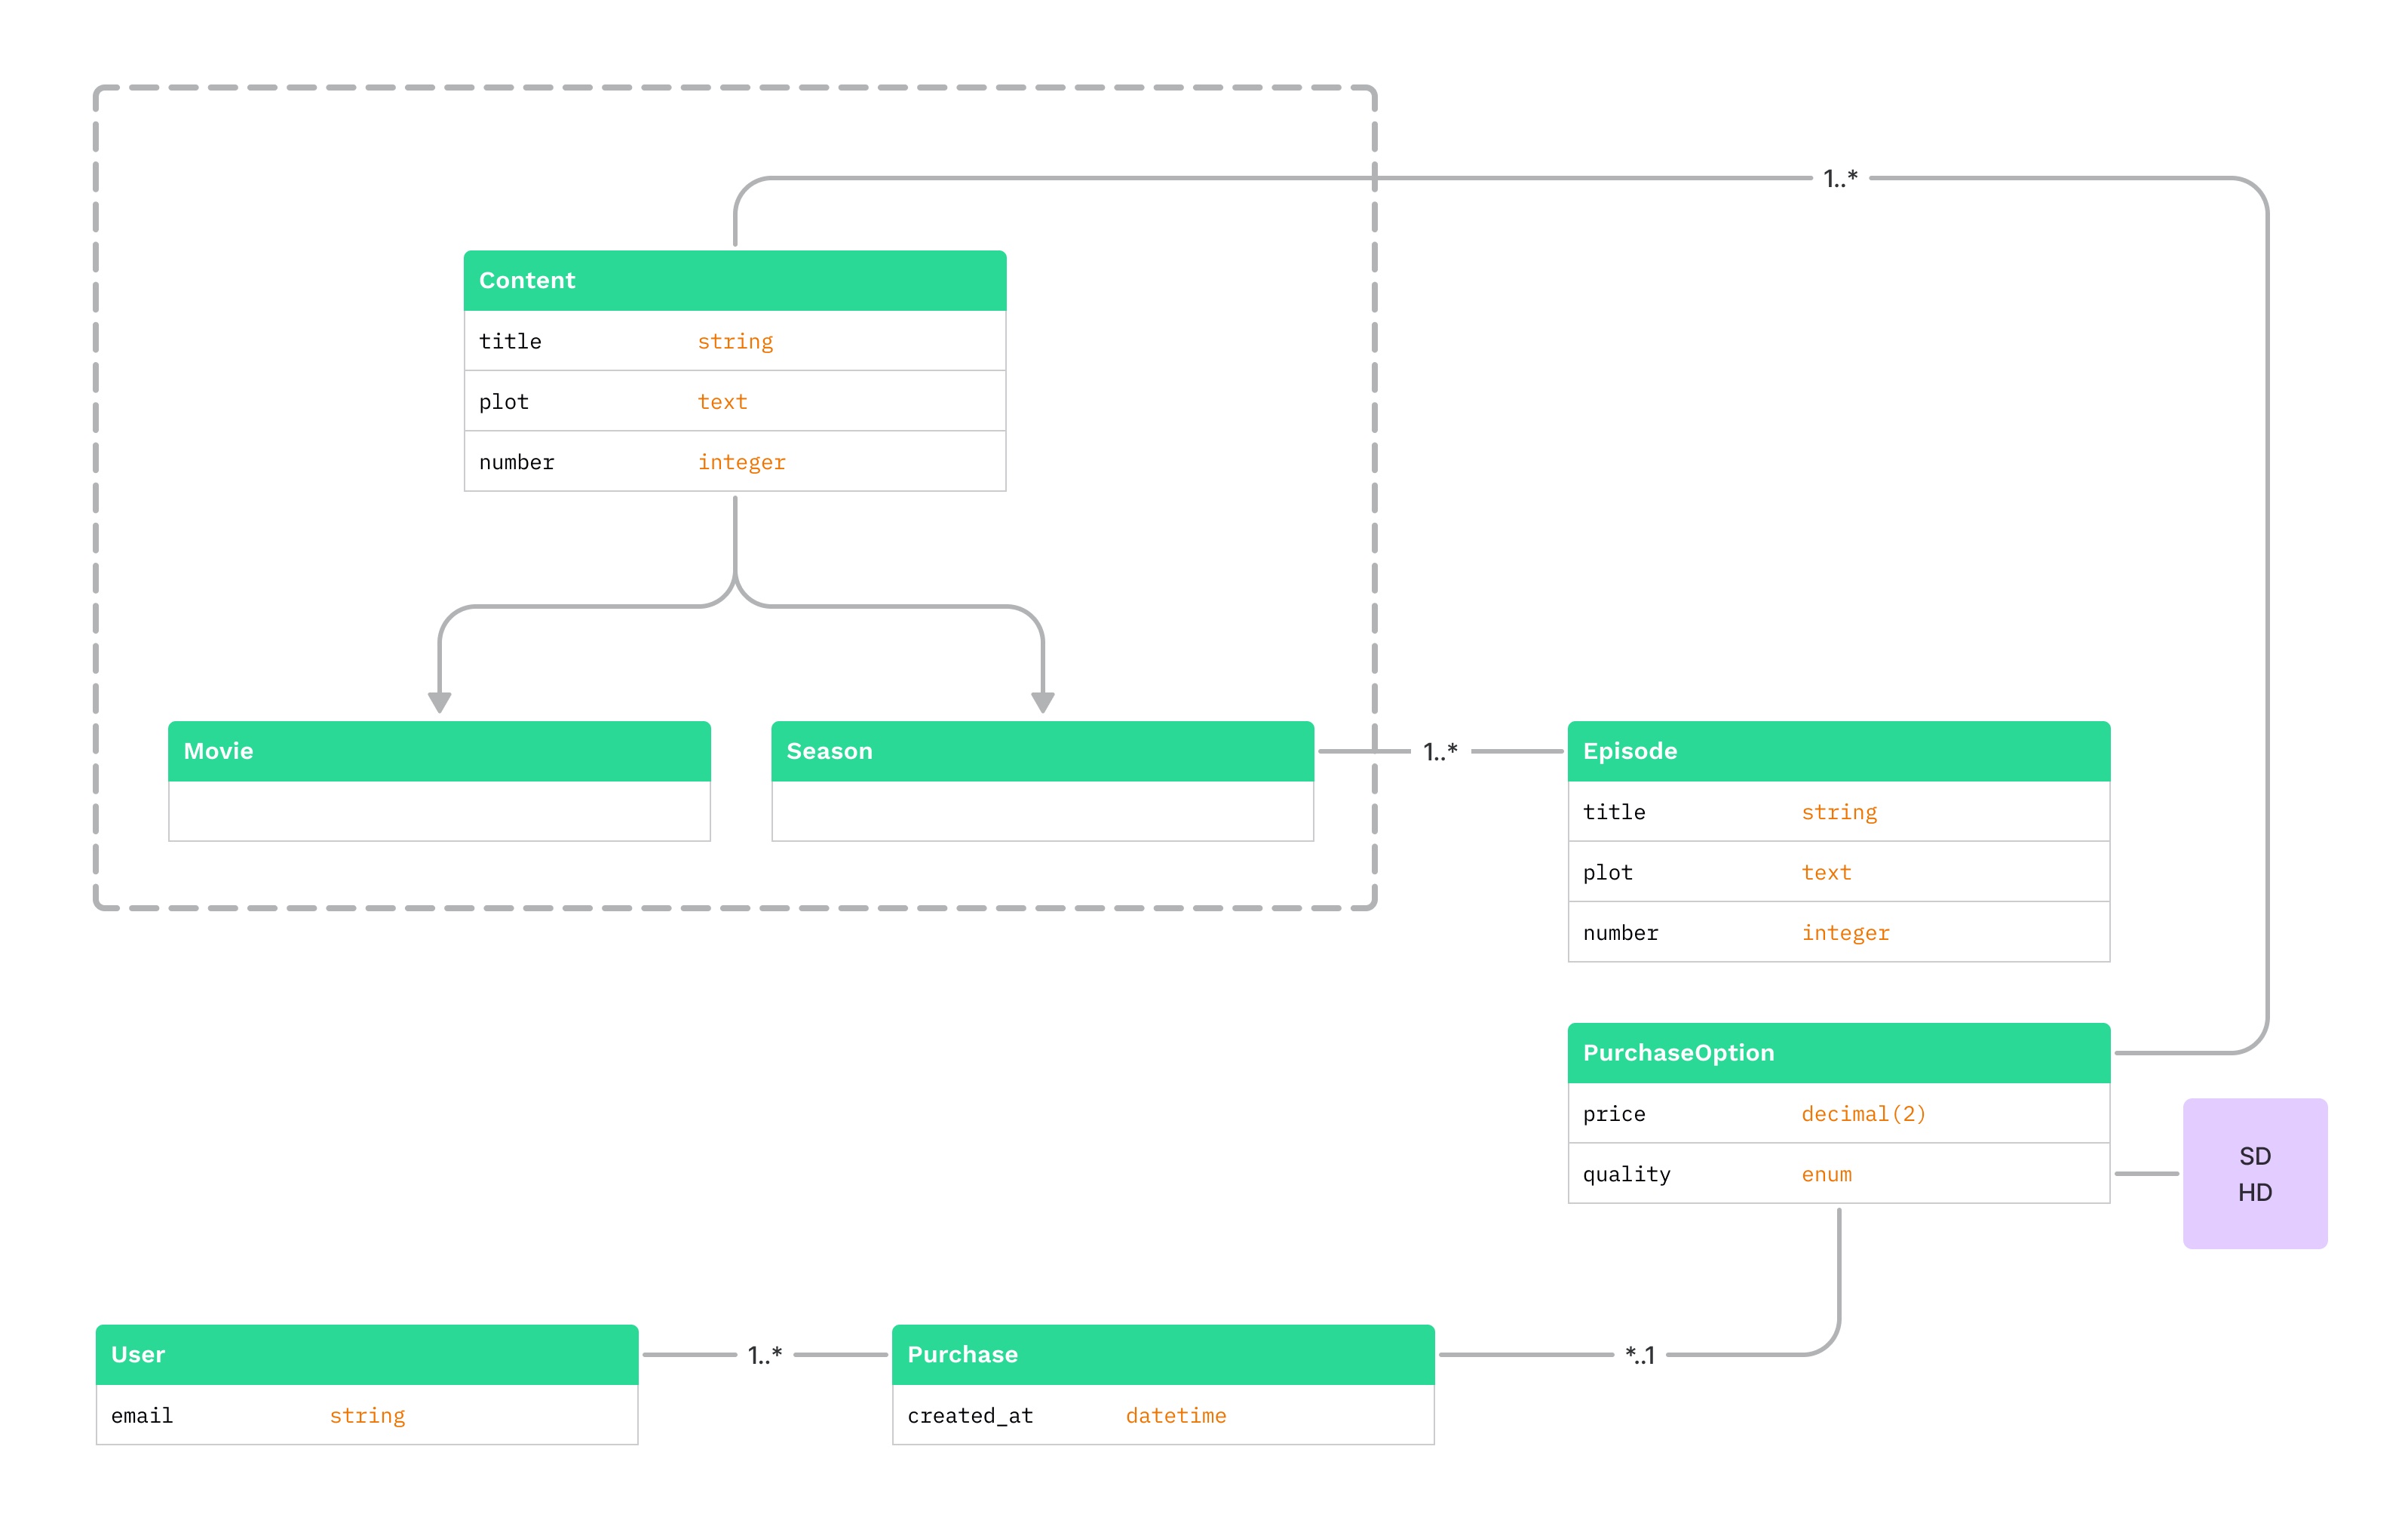 1..*
Content
title string
plot text
number integer
Movie
Season
1..*
Episode
title string
plot text
number integer
PurchaseOption
price decimal(2)
quality enum
SD
HD
User
email string
1..*
Purchase
created_at datetime
*..1